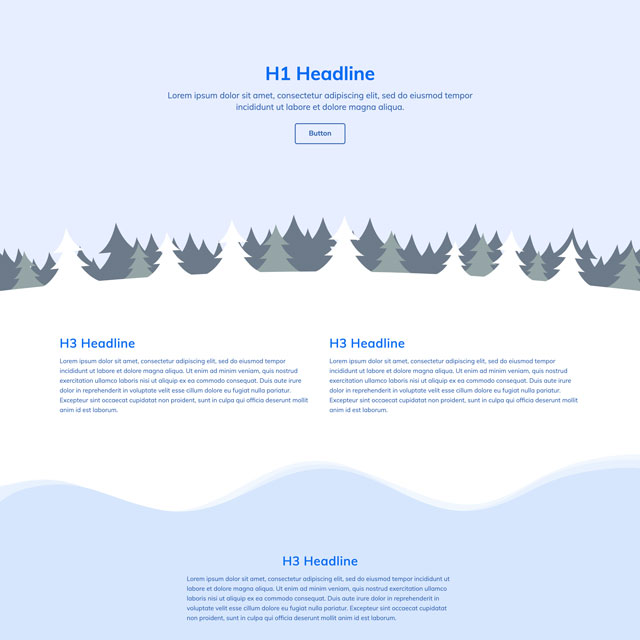 H1 Headline
Lorem ipsum dolor sit amet, consectetur adipiscing elit, sed do eiusmod tempor
incididunt ut labore et dolore magna aliqua.
Button
H3 Headline
Lorem ipsum dolor sit amet, consectetur adipiscing elit, sed do eiusmod tempor
incididunt ut labore et dolore magna aliqua. Ut enim ad minim veniam, quis nostrud
exercitation ullamco laboris nisi ut aliquip ex ea commodo consequat. Duis aute irure
dolor in reprehenderit in voluptate velit esse cillum dolore eu fugiat nulla pariatur.
Excepteur sint occaecat cupidatat non proident, sunt in culpa qui officia deserunt mollit
anim id est laborum.
H3 Headline
Lorem ipsum dolor sit amet, consectetur adipiscing elit, sed do eiusmod tempor
incididunt ut labore et dolore magna aliqua. Ut enim ad minim veniam, quis nostrud
exercitation ullamco laboris nisi ut aliquip ex ea commodo consequat. Duis aute irure
dolor in reprehenderit in voluptate velit esse cillum dolore eu fugiat nulla pariatur.
Excepteur sint occaecat cupidatat non proident, sunt in culpa qui officia deserunt mollit
anim id est laborum.
H3 Headline
Lorem ipsum dolor sit amet, consectetur adipiscing elit, sed do eiusmod tempor
incididunt ut labore et dolore magna aliqua. Ut enim ad minim veniam, quis nostrud
exercitation ullamco laboris nisi ut aliquip ex ea commodo consequat. Duis aute irure
dolor in reprehenderit in voluptate velit esse cillum dolore eu fugiat nulla pariatur.
Excepteur sint occaecat cupidatat non proident, sunt in culpa qui officia deserunt mollit